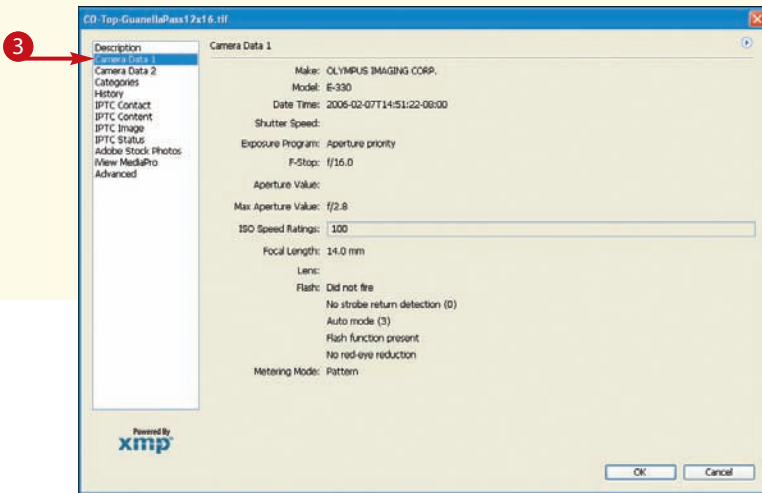 CO-Top-GuanellaPass12x16.tif
3
Description
Camera Data 1
Camera Data 2
Categories
History
IPTC Contact
IPTC Content
IPTC Image
IPTC Status
Adobe Stock Photos
iView MediaPro
Advanced
Camera Data 1
Make: OLYMPUS IMAGING CORP.
Model: E-330
Date Time: 2006-02-07T14:51:22-08:00
Shutter Speed:
Exposure Program: Aperture priority
F-Stop: f/16.0
Aperture Value:
Max Aperture Value: f/2.8
ISO Speed Ratings: 100
Focal Length: 14.0 mm
Lens:
Flash: Did not fire
No strobe return detection (0)
Auto mode (3)
Flash function present
No red-eye reduction
Metering Mode: Pattern
Powered By
xmp
OK Cancel